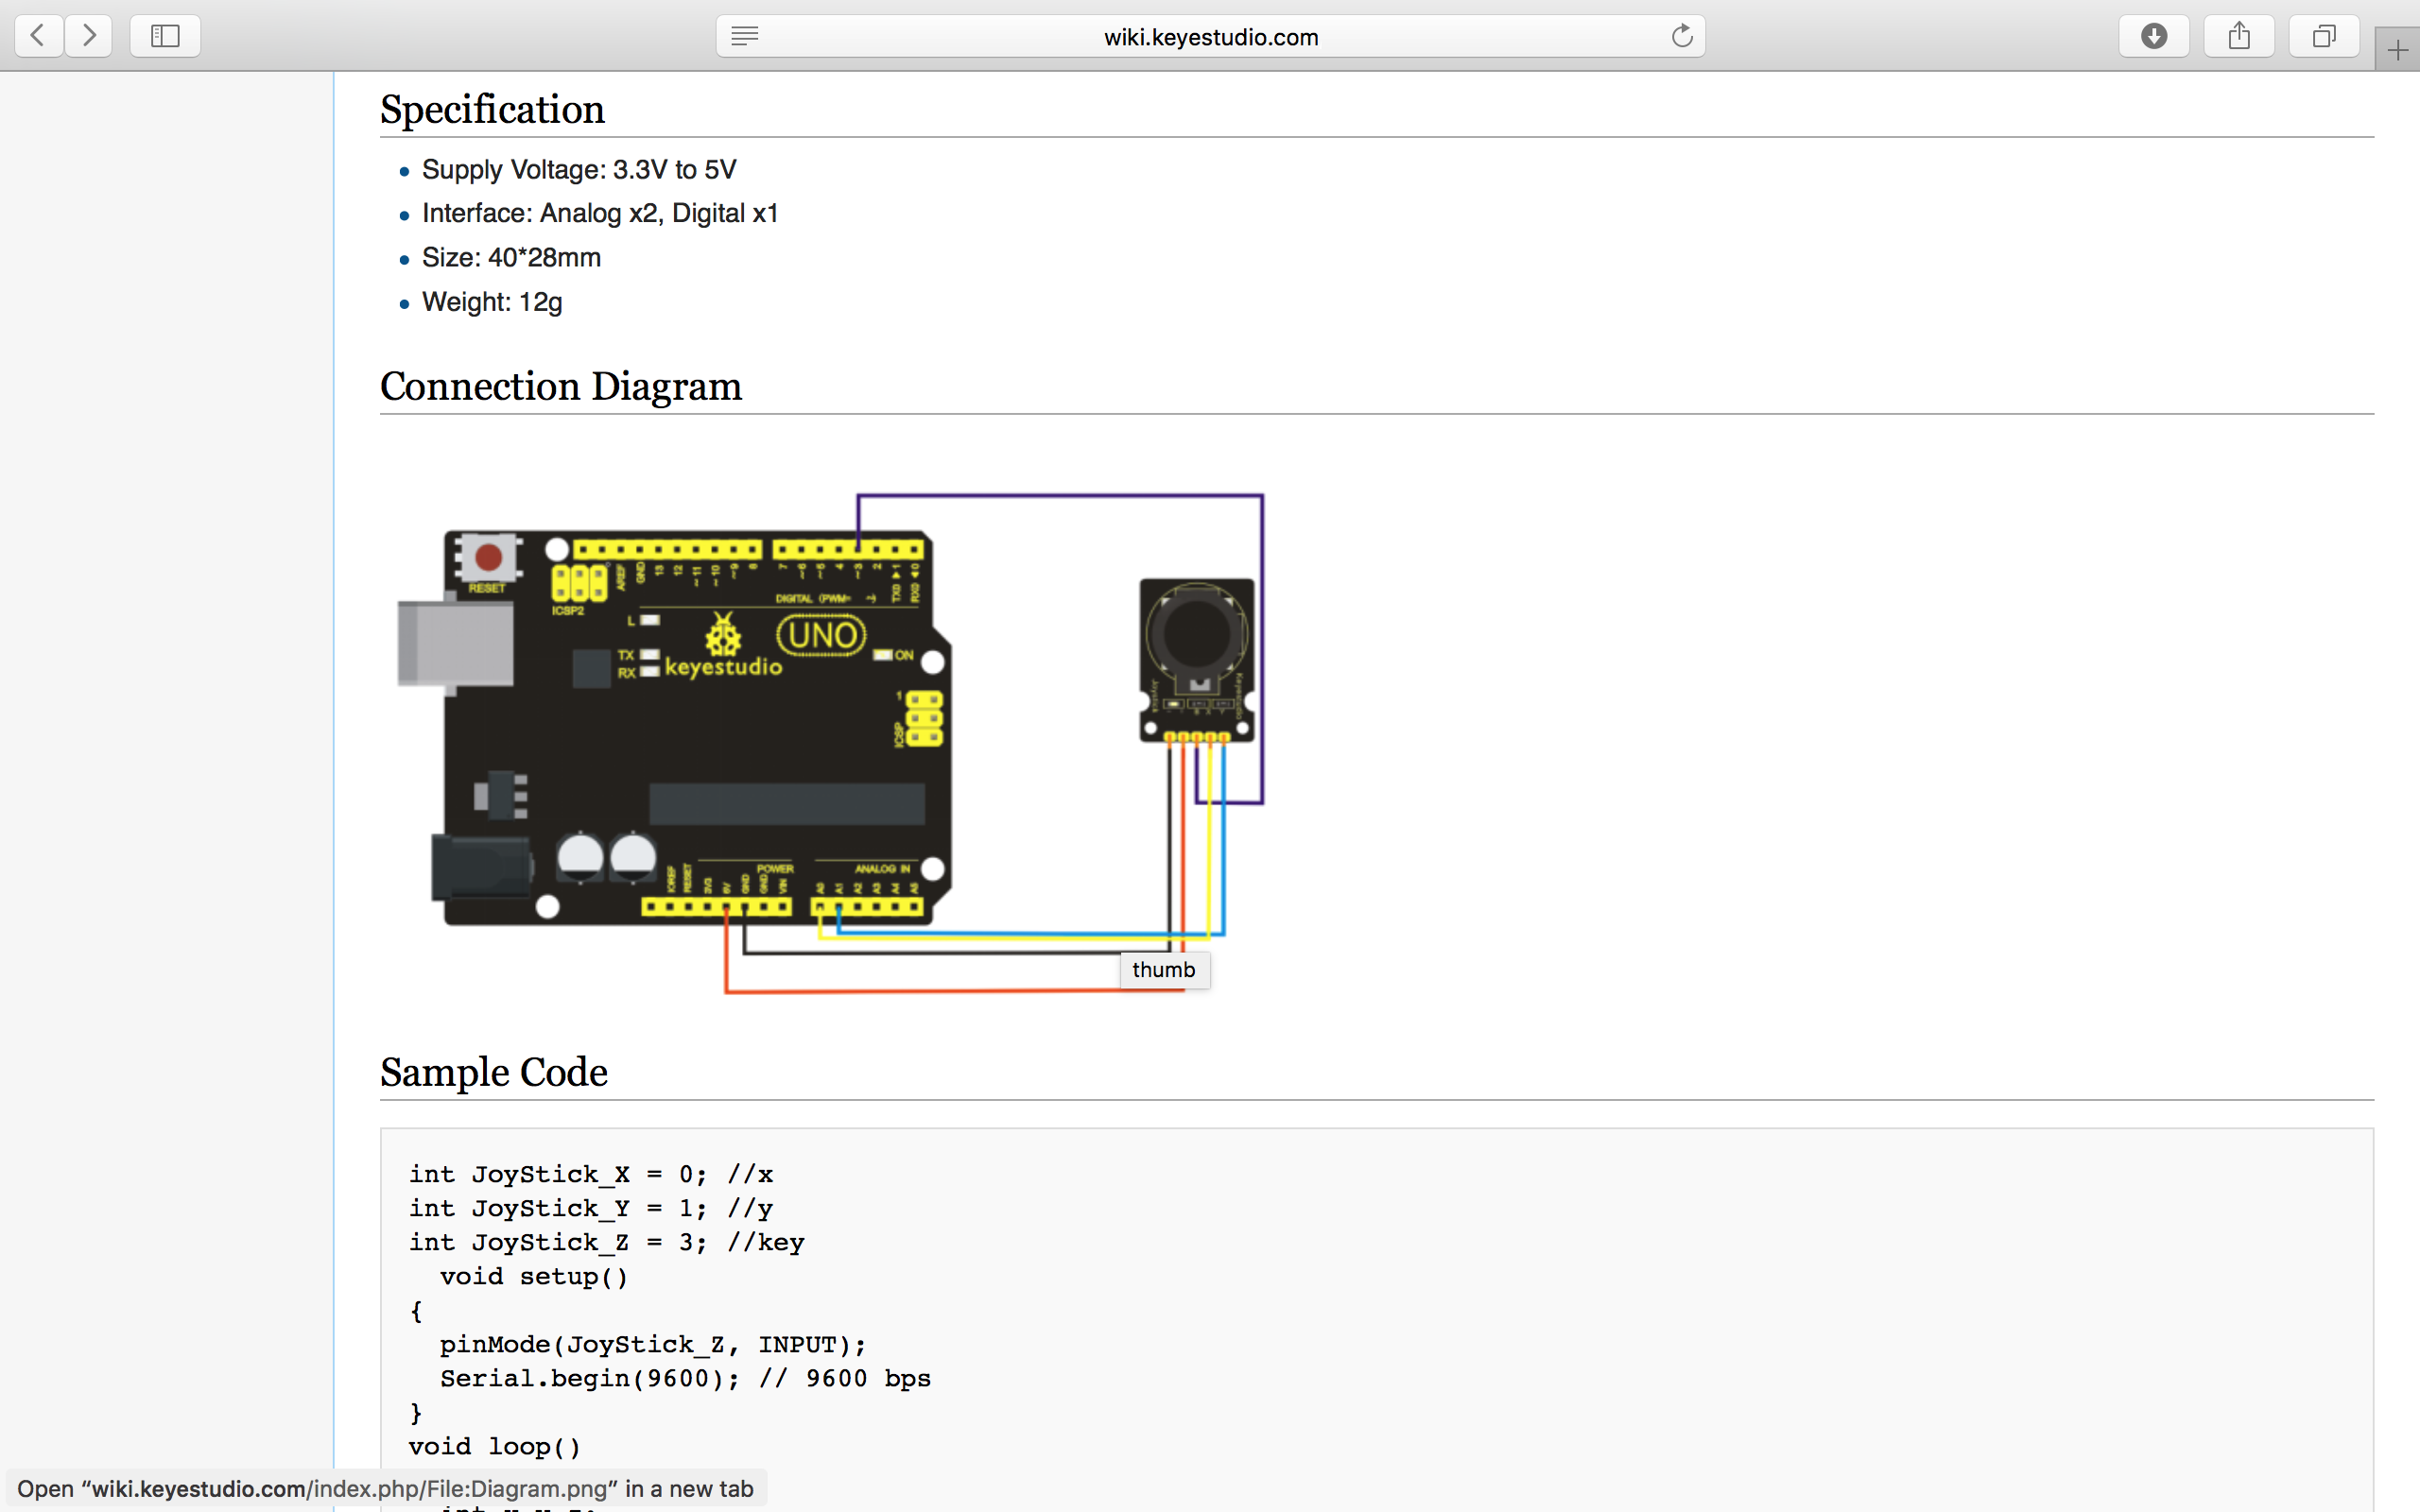 wiki.keyestudio.com
Specification
Supply Voltage: 3.3V to 5V
Interface: Analog x2, Digital x1
Size: 40*28mm
Weight: 12g
Connection Diagram
RESET
ICSP2
AREF
GND
13
12
~11
~10
~9
8
7
~6
~5
4
~3
2
TX0 ▶ 1
RX0 ◀ 0
DIGITAL (PWM= ~)
L
TX
RX
keyestudio
UNO
ON
1
ICSP
Joystick
Keyestudio
IOREF
RESET
3V3
5V
GND
GND
VIN
POWER
ANALOG IN
A0
A1
A2
A3
A4
A5
thumb
Sample Code
int JoyStick_X = 0; //x
int JoyStick_Y = 1; //y
int JoyStick_Z = 3; //key
void setup()
{
pinMode(JoyStick_Z, INPUT);
Serial.begin(9600); // 9600 bps
}
void loop()
Open “wiki.keyestudio.com/index.php/File:Diagram.png” in a new tab